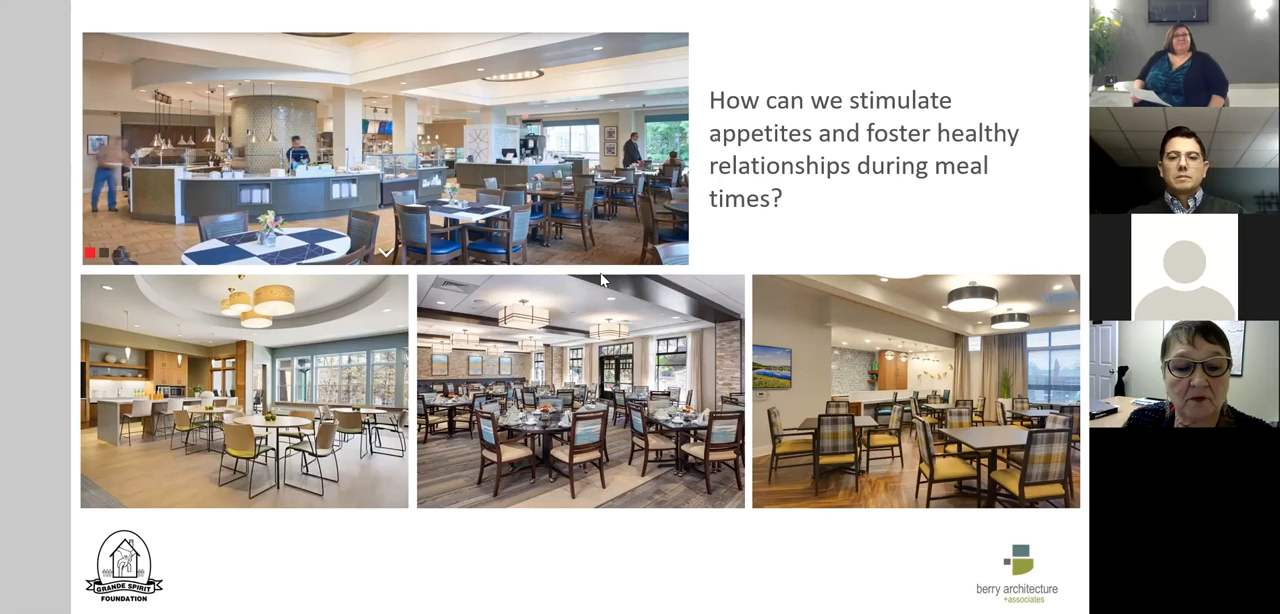 How can we stimulate
appetites and foster healthy
relationships during meal
times?
GRANDE SPIRIT
FOUNDATION
berry architecture
+associates